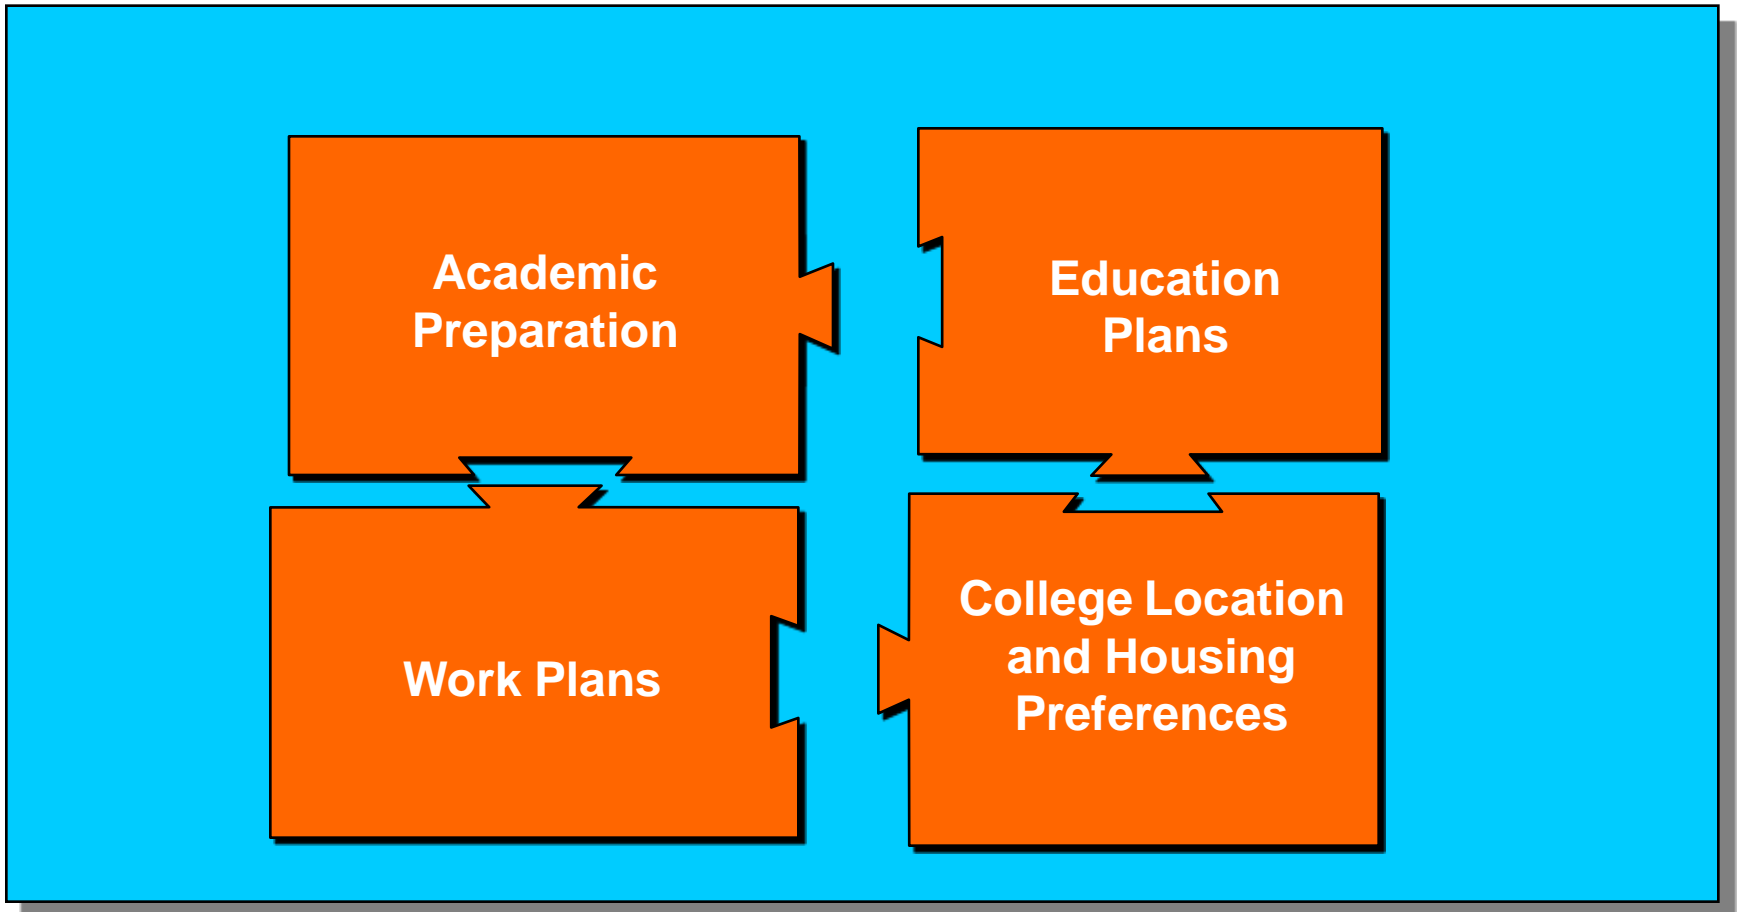 Academic
Preparation
Education
Plans
Work Plans
College Location
and Housing
Preferences